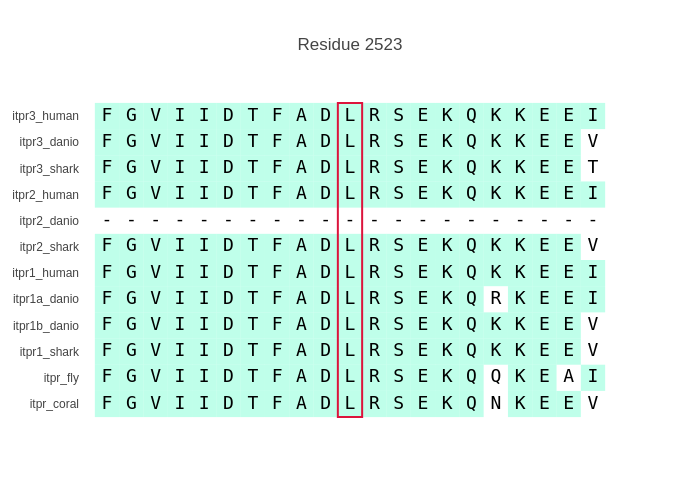 Residue 2523
itpr3_human F G V I I D T F A D L R S E K Q K K E E I
itpr3_danio F G V I I D T F A D L R S E K Q K K E E V
itpr3_shark F G V I I D T F A D L R S E K Q K K E E T
itpr2_human F G V I I D T F A D L R S E K Q K K E E I
itpr2_danio - - - - - - - - - - - - - - - - - - - - -
itpr2_shark F G V I I D T F A D L R S E K Q K K E E V
itpr1_human F G V I I D T F A D L R S E K Q K K E E I
itpr1a_danio F G V I I D T F A D L R S E K Q R K E E I
itpr1b_danio F G V I I D T F A D L R S E K Q K K E E V
itpr1_shark F G V I I D T F A D L R S E K Q K K E E V
itpr_fly F G V I I D T F A D L R S E K Q Q K E A I
itpr_coral F G V I I D T F A D L R S E K Q N K E E V